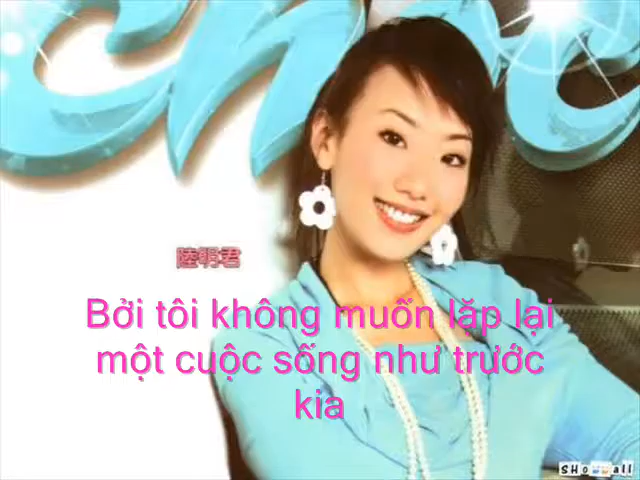 陸明君
Bởi tôi không muốn lặp lại
một cuộc sống như trước
kia